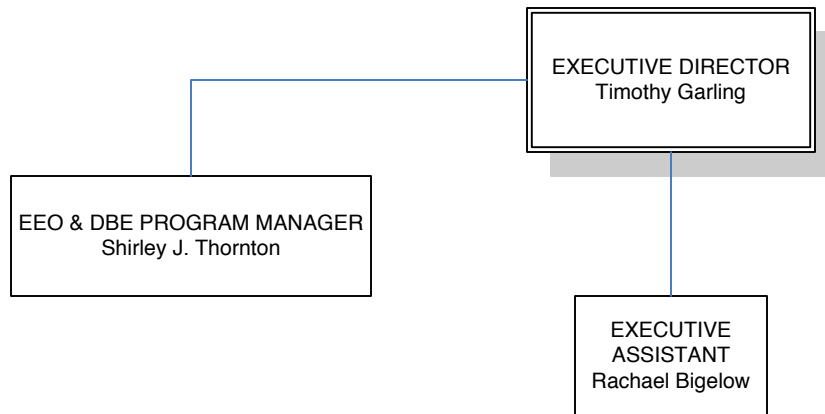 EXECUTIVE DIRECTOR
Timothy Garling
EEO & DBE PROGRAM MANAGER
Shirley J. Thornton
EXECUTIVE
ASSISTANT
Rachael Bigelow